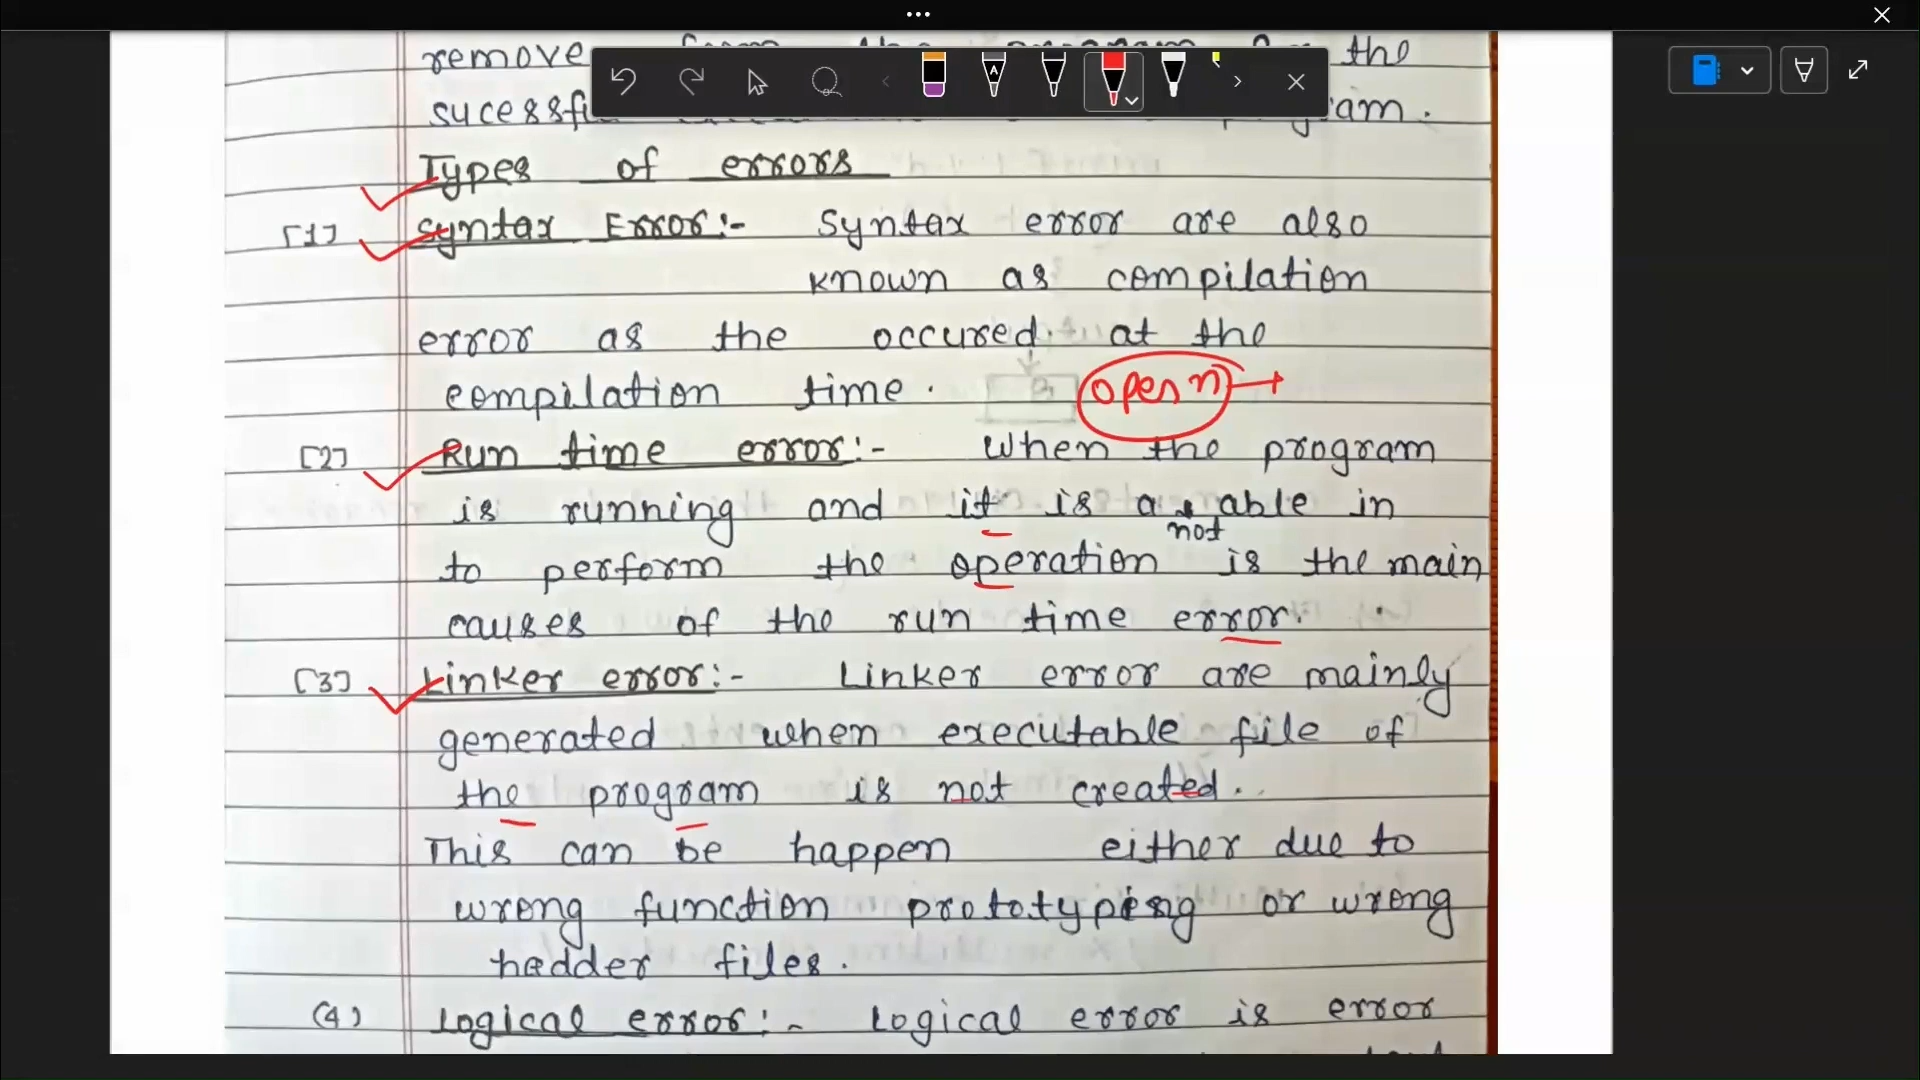 remove the
sucessfu am.
Types of errors
[1] Syntax Error:- Syntax error are also
known as compilation
error as the occured at the
compilation time.
open n →
[2] Run time error:- when the program
is running and it is able in
not
to perform the operation is the main
causes of the run time error.
[3] Linker error:- Linker error are mainly
generated when executable file of
the program is not created.
This can be happen either due to
wrong function prototyping or wrong
hedder files.
(4) Logical error:- Logical error is error